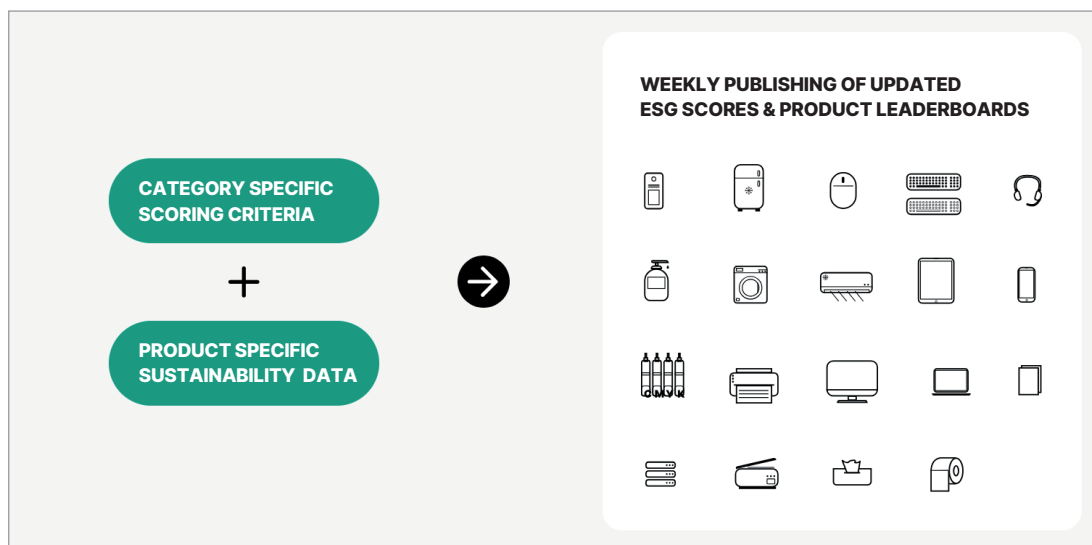 WEEKLY PUBLISHING OF UPDATED
ESG SCORES & PRODUCT LEADERBOARDS
CATEGORY SPECIFIC
SCORING CRITERIA
+
PRODUCT SPECIFIC
SUSTAINABILITY DATA
C M Y K